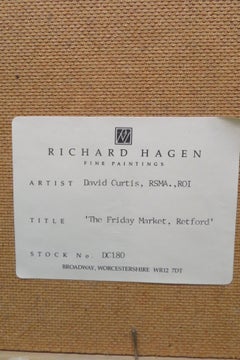 RICHARD HAGEN
FINE PAINTINGS
ARTIST David Curtis, RSMA.,ROI
TITLE 'The Friday Market, Retford'
STOCK No. DC180
BROADWAY, WORCESTERSHIRE WR12 7DT